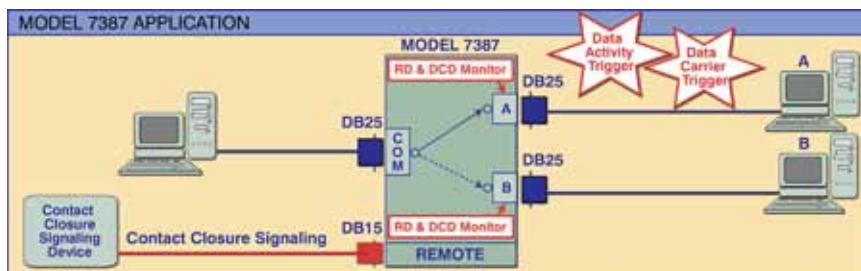 MODEL 7387 APPLICATION
MODEL 7387
Data
Activity
Trigger
Data
Carrier
Trigger
RD & DCD Monitor
A
DB25
A
DB25
C
O
M
B
DB25
B
Contact
Closure
Signaling
Device
Contact Closure Signaling
DB15
RD & DCD Monitor
REMOTE